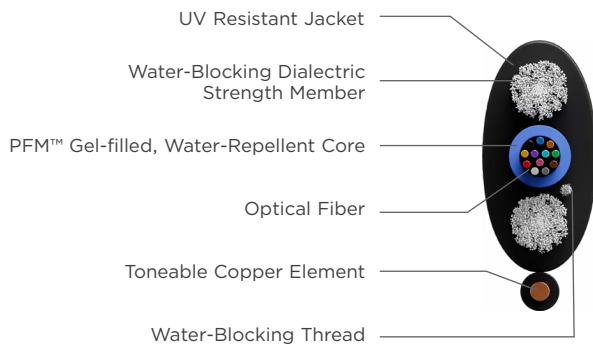 UV Resistant Jacket
Water-Blocking Dialectric
Strength Member
PFM™ Gel-filled, Water-Repellent Core
Optical Fiber
Toneable Copper Element
Water-Blocking Thread